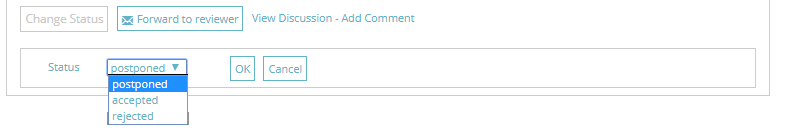 Change Status Forward to reviewer View Discussion - Add Comment
Status postponed OK Cancel
postponed
accepted
rejected